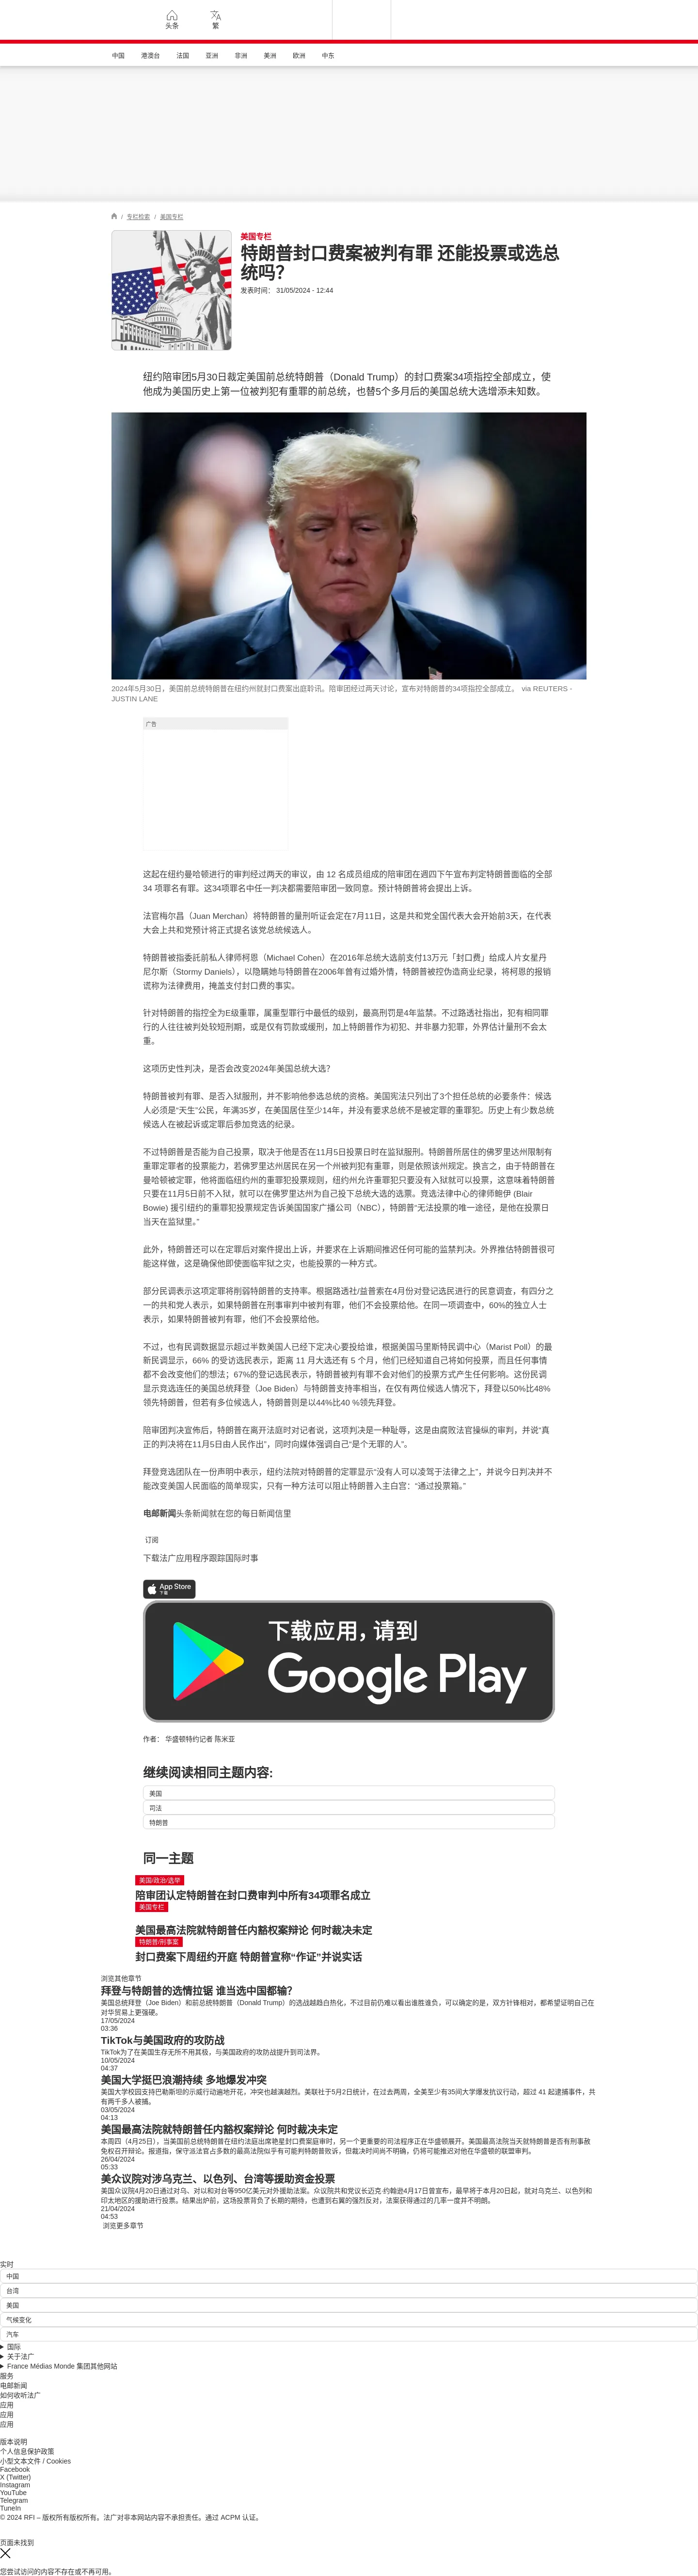 头条
繁
中国 港澳台 法国 亚洲 非洲 美洲 欧洲 中东
/ 专栏检索 / 美国专栏
美国专栏
特朗普封口费案被判有罪 还能投票或选总
统吗？
发表时间： 31/05/2024 - 12:44
纽约陪审团5月30日裁定美国前总统特朗普（Donald Trump）的封口费案34项指控全部成立，使
他成为美国历史上第一位被判犯有重罪的前总统，也替5个多月后的美国总统大选增添未知数。
2024年5月30日，美国前总统特朗普在纽约州就封口费案出庭聆讯。陪审团经过两天讨论，宣布对特朗普的34项指控全部成立。 via REUTERS -
JUSTIN LANE
广告
这起在纽约曼哈顿进行的审判经过两天的审议，由 12 名成员组成的陪审团在週四下午宣布判定特朗普面临的全部
34 项罪名有罪。这34项罪名中任一判决都需要陪审团一致同意。预计特朗普将会提出上诉。
法官梅尔昌（Juan Merchan）将特朗普的量刑听证会定在7月11日，这是共和党全国代表大会开始前3天，在代表
大会上共和党预计将正式提名该党总统候选人。
特朗普被指委託前私人律师柯恩（Michael Cohen）在2016年总统大选前支付13万元「封口费」给成人片女星丹
尼尔斯（Stormy Daniels），以隐瞒她与特朗普在2006年曾有过婚外情，特朗普被控伪造商业纪录，将柯恩的报销
谎称为法律费用，掩盖支付封口费的事实。
针对特朗普的指控全为E级重罪，属重型罪行中最低的级别，最高刑罚是4年监禁。不过路透社指出，犯有相同罪
行的人往往被判处较短刑期，或是仅有罚款或缓刑，加上特朗普作为初犯、并非暴力犯罪，外界估计量刑不会太
重。
这项历史性判决，是否会改变2024年美国总统大选？
特朗普被判有罪、是否入狱服刑，并不影响他参选总统的资格。美国宪法只列出了3个担任总统的必要条件：候选
人必须是“天生”公民，年满35岁，在美国居住至少14年，并没有要求总统不是被定罪的重罪犯。历史上有少数总统
候选人在被起诉或定罪后参加竞选的纪录。
不过特朗普是否能为自己投票，取决于他是否在11月5日投票日时在监狱服刑。特朗普所居住的佛罗里达州限制有
重罪定罪者的投票能力，若佛罗里达州居民在另一个州被判犯有重罪，则是依照该州规定。换言之，由于特朗普在
曼哈顿被定罪，他将面临纽约州的重罪犯投票规则，纽约州允许重罪犯只要没有入狱就可以投票，这意味着特朗普
只要在11月5日前不入狱，就可以在佛罗里达州为自己投下总统大选的选票。竞选法律中心的律师鲍伊 (Blair
Bowie) 援引纽约的重罪犯投票规定告诉美国国家广播公司（NBC），特朗普“无法投票的唯一途径，是他在投票日
当天在监狱里。”
此外，特朗普还可以在定罪后对案件提出上诉，并要求在上诉期间推迟任何可能的监禁判决。外界推估特朗普很可
能这样做，这是确保他即使面临牢狱之灾，也能投票的一种方式。
部分民调表示这项定罪将削弱特朗普的支持率。根据路透社/益普索在4月份对登记选民进行的民意调查，有四分之
一的共和党人表示，如果特朗普在刑事审判中被判有罪，他们不会投票给他。在同一项调查中，60%的独立人士
表示，如果特朗普被判有罪，他们不会投票给他。
不过，也有民调数据显示超过半数美国人已经下定决心要投给谁，根据美国马里斯特民调中心（Marist Poll）的最
新民调显示，66% 的受访选民表示，距离 11 月大选还有 5 个月，他们已经知道自己将如何投票，而且任何事情
都不会改变他们的想法；67%的登记选民表示，特朗普被判有罪不会对他们的投票方式产生任何影响。这份民调
显示竞选连任的美国总统拜登（Joe Biden）与特朗普支持率相当，在仅有两位候选人情况下，拜登以50%比48%
领先特朗普，但若有多位候选人，特朗普则是以44%比40 %领先拜登。
陪审团判决宣佈后，特朗普在离开法庭时对记者说，这项判决是一种耻辱，这是由腐败法官操纵的审判，并说“真
正的判决将在11月5日由人民作出”，同时向媒体强调自己“是个无罪的人”。
拜登竞选团队在一份声明中表示，纽约法院对特朗普的定罪显示“没有人可以凌驾于法律之上”，并说今日判决并不
能改变美国人民面临的简单现实，只有一种方法可以阻止特朗普入主白宫：“通过投票箱。”
电邮新闻头条新闻就在您的每日新闻信里
订阅
下载法广应用程序跟踪国际时事
App Store
下载
下载应用，请到
Google Play
作者： 华盛顿特约记者 陈米亚
继续阅读相同主题内容:
美国
司法
特朗普
同一主题
美国/政治/选举
陪审团认定特朗普在封口费审判中所有34项罪名成立
美国专栏
美国最高法院就特朗普任内豁权案辩论 何时裁决未定
特朗普/刑事案
封口费案下周纽约开庭 特朗普宣称“作证”并说实话
浏览其他章节
拜登与特朗普的选情拉锯 谁当选中国都输？
美国总统拜登（Joe Biden）和前总统特朗普（Donald Trump）的选战越趋白热化，不过目前仍难以看出谁胜谁负，可以确定的是，双方针锋相对，都希望证明自己在
对华贸易上更强硬。
17/05/2024
03:36
TikTok与美国政府的攻防战
TikTok为了在美国生存无所不用其极，与美国政府的攻防战提升到司法界。
10/05/2024
04:37
美国大学挺巴浪潮持续 多地爆发冲突
美国大学校园支持巴勒斯坦的示威行动遍地开花，冲突也越演越烈。美联社于5月2日统计，在过去两周，全美至少有35间大学爆发抗议行动，超过 41 起逮捕事件，共
有两千多人被捕。
03/05/2024
04:13
美国最高法院就特朗普任内豁权案辩论 何时裁决未定
本周四（4月25日），当美国前总统特朗普在纽约法庭出席艳星封口费案庭审时，另一个更重要的司法程序正在华盛顿展开。美国最高法院当天就特朗普是否有刑事赦
免权召开辩论。报道指，保守派法官占多数的最高法院似乎有可能判特朗普败诉，但裁决时间尚不明确，仍将可能推迟对他在华盛顿的联盟审判。
26/04/2024
05:33
美众议院对涉乌克兰、以色列、台湾等援助资金投票
美国众议院4月20日通过对乌、对以和对台等950亿美元对外援助法案。众议院共和党议长迈克·约翰逊4月17日曾宣布，最早将于本月20日起，就对乌克兰、以色列和
印太地区的援助进行投票。结果出炉前，这场投票背负了长期的期待，也遭到右翼的强烈反对，法案获得通过的几率一度并不明朗。
21/04/2024
04:53
浏览更多章节
实时
中国
台湾
美国
气候变化
汽车
国际
关于法广
France Médias Monde 集团其他网站
服务
电邮新闻
如何收听法广
应用
应用
应用
版本说明
个人信息保护政策
小型文本文件 / Cookies
Facebook
X (Twitter)
Instagram
YouTube
Telegram
TuneIn
© 2024 RFI – 版权所有版权所有。法广对非本网站内容不承担责任。通过 ACPM 认证。
页面未找到
您尝试访问的内容不存在或不再可用。